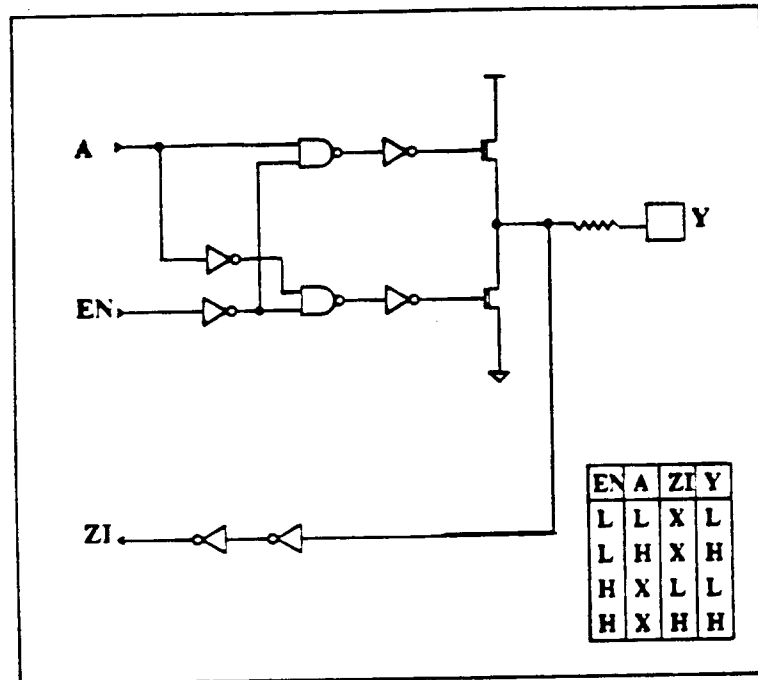 A
Y
EN
ZI
EN A ZI Y
L L X L
L H X H
H X L L
H X H H